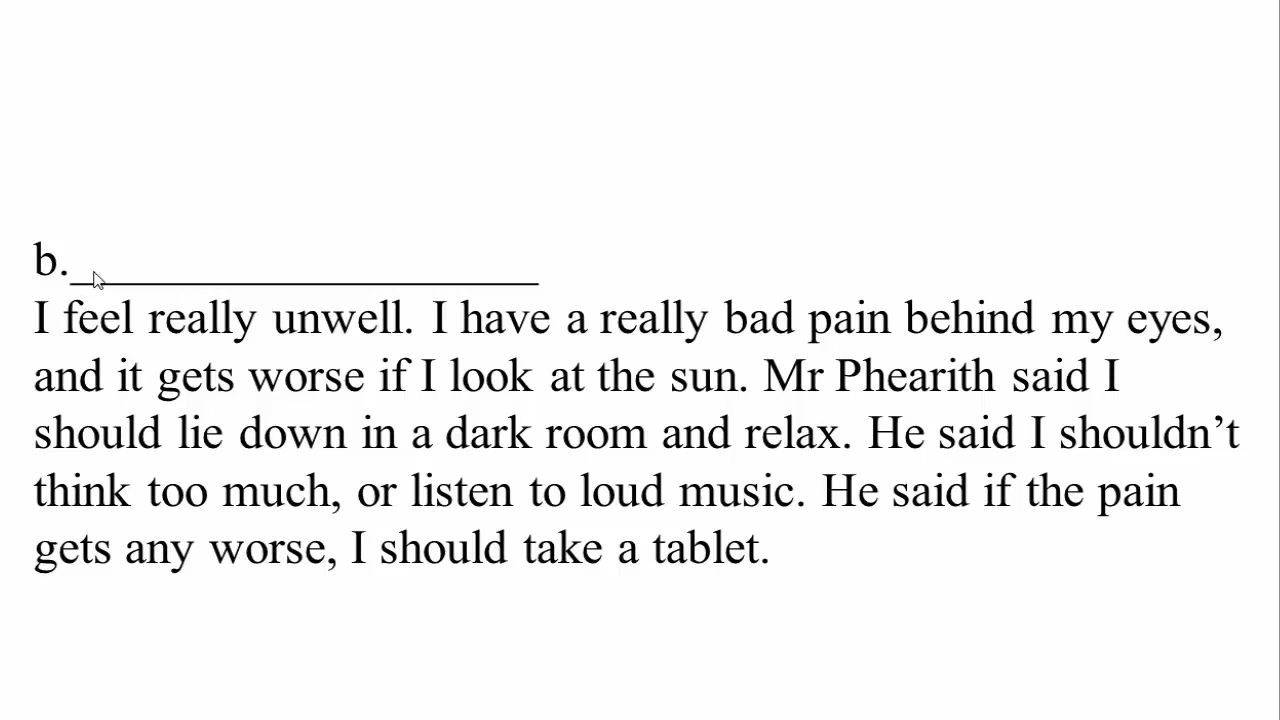 b.____________________
I feel really unwell. I have a really bad pain behind my eyes,
and it gets worse if I look at the sun. Mr Phearith said I
should lie down in a dark room and relax. He said I shouldn’t
think too much, or listen to loud music. He said if the pain
gets any worse, I should take a tablet.